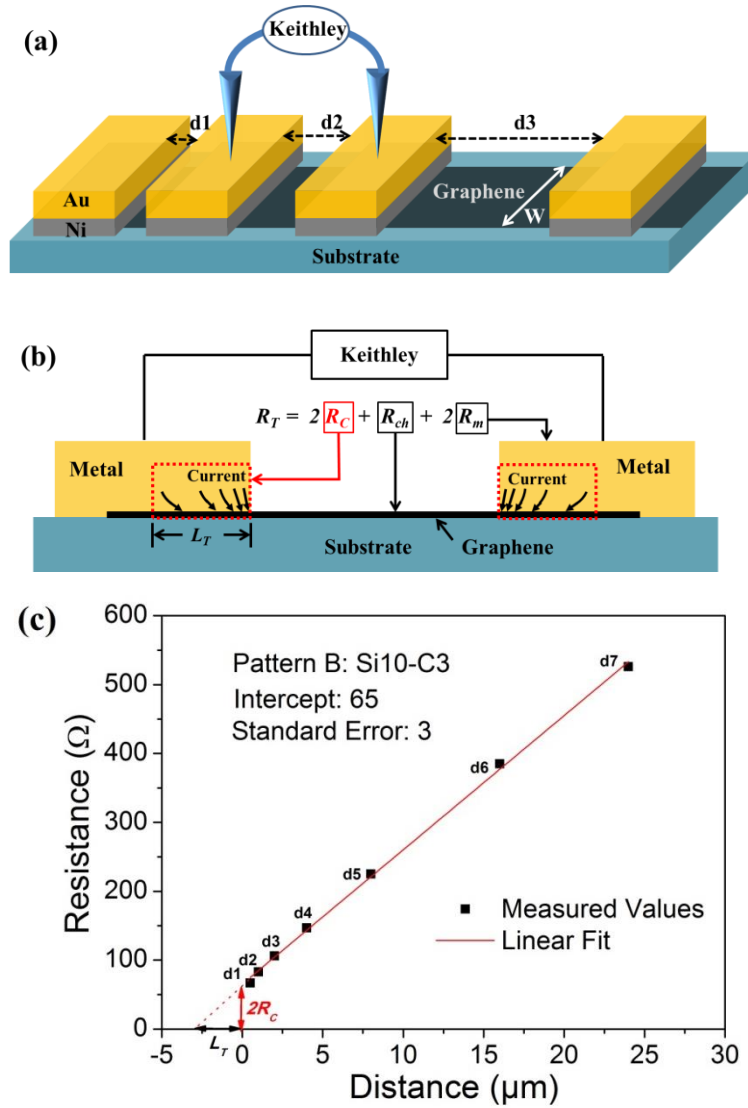 (a)
Keithley
d1
d2
d3
Graphene
W
Au
Ni
Substrate
(b)
Keithley
R_T = 2 R_C + R_ch + 2 R_m
Metal
Current
Current
Metal
L_T
Substrate
Graphene
(c)
600
500
400
300
200
100
0
Resistance (Ω)
Pattern B: Si10-C3
Intercept: 65
Standard Error: 3
d7
d6
d5
d4
d3
d2
d1
Measured Values
Linear Fit
2R_C
L_T
-5 0 5 10 15 20 25 30
Distance (μm)